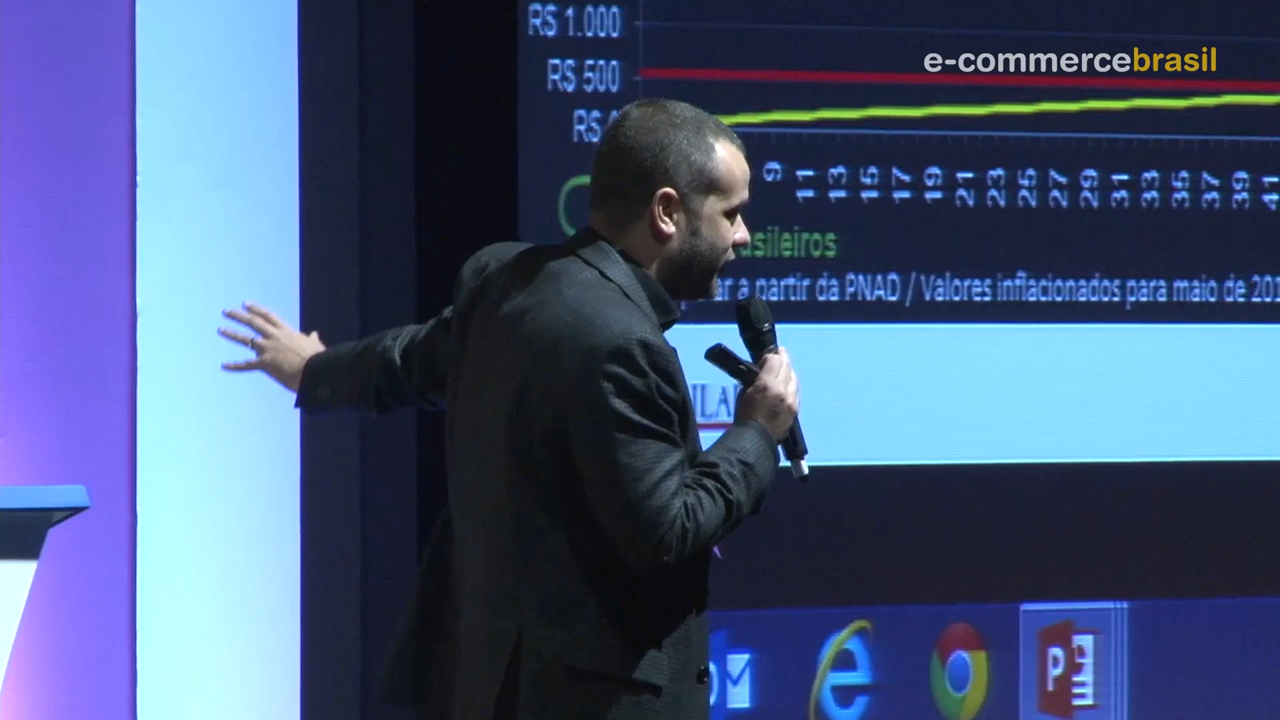 R$ 1.000
e-commercebrasil
R$ 500
R$
9 11 13 15 17 19 21 23 25 27 29 31 33 35 37 39 41
asileiros
ar a partir da PNAD / Valores inflacionados para maio de 201
P